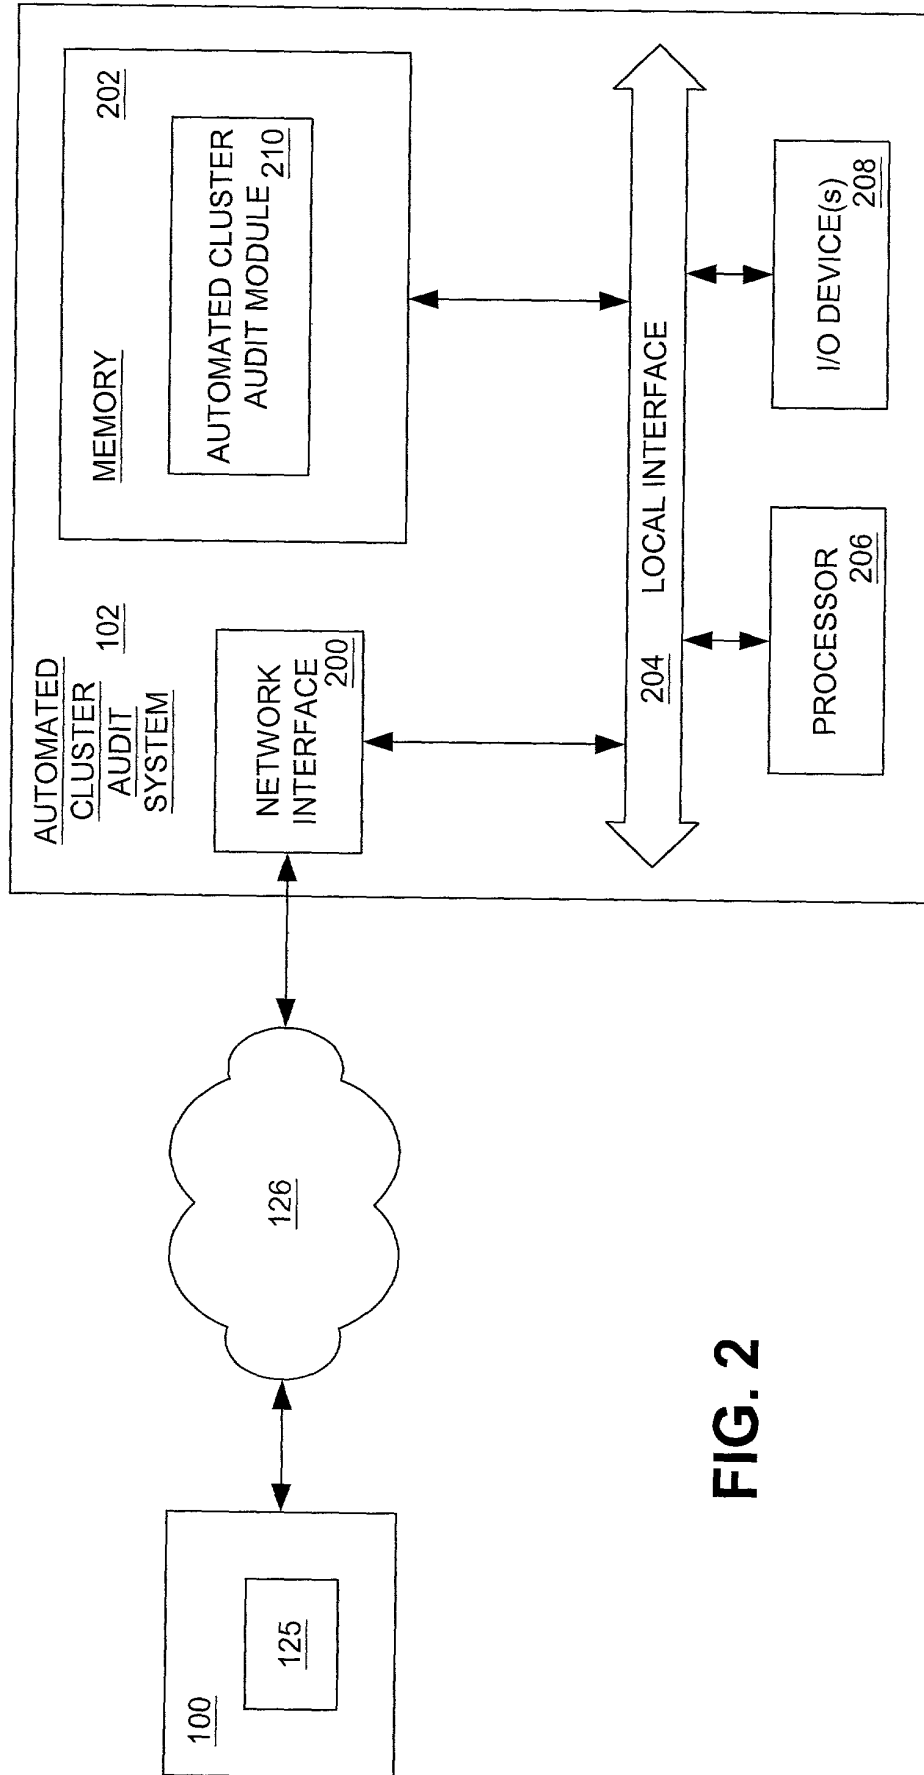 100
125
126
AUTOMATED
CLUSTER
AUDIT
SYSTEM
102
NETWORK
INTERFACE
200
MEMORY
202
AUTOMATED CLUSTER
AUDIT MODULE 210
204
LOCAL INTERFACE
PROCESSOR
206
I/O DEVICE(s)
208
FIG. 2